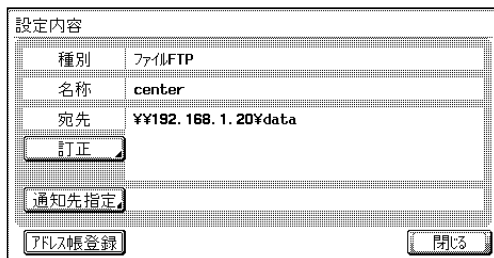 設定内容
種別 ファイルFTP
名称 center
宛先 ¥¥192.168.1.20¥data
訂正
通知先指定
アドレス帳登録 閉じる